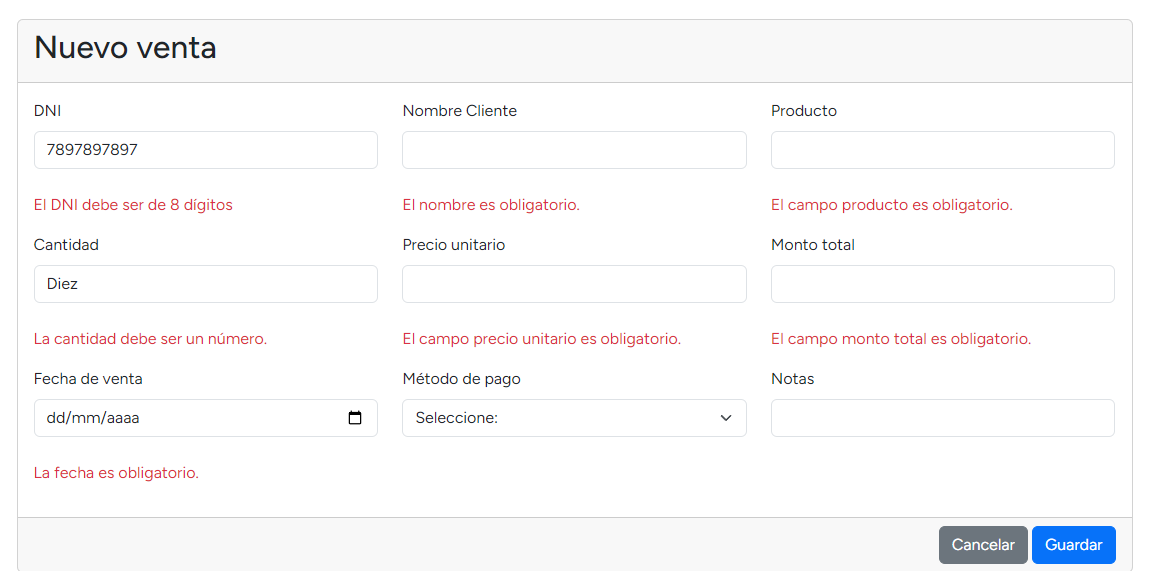 Nuevo venta
DNI Nombre Cliente Producto
7897897897
El DNI debe ser de 8 dígitos El nombre es obligatorio. El campo producto es obligatorio.
Cantidad Precio unitario Monto total
Diez
La cantidad debe ser un número. El campo precio unitario es obligatorio. El campo monto total es obligatorio.
Fecha de venta Método de pago Notas
dd/mm/aaaa Seleccione:
La fecha es obligatorio.
Cancelar Guardar